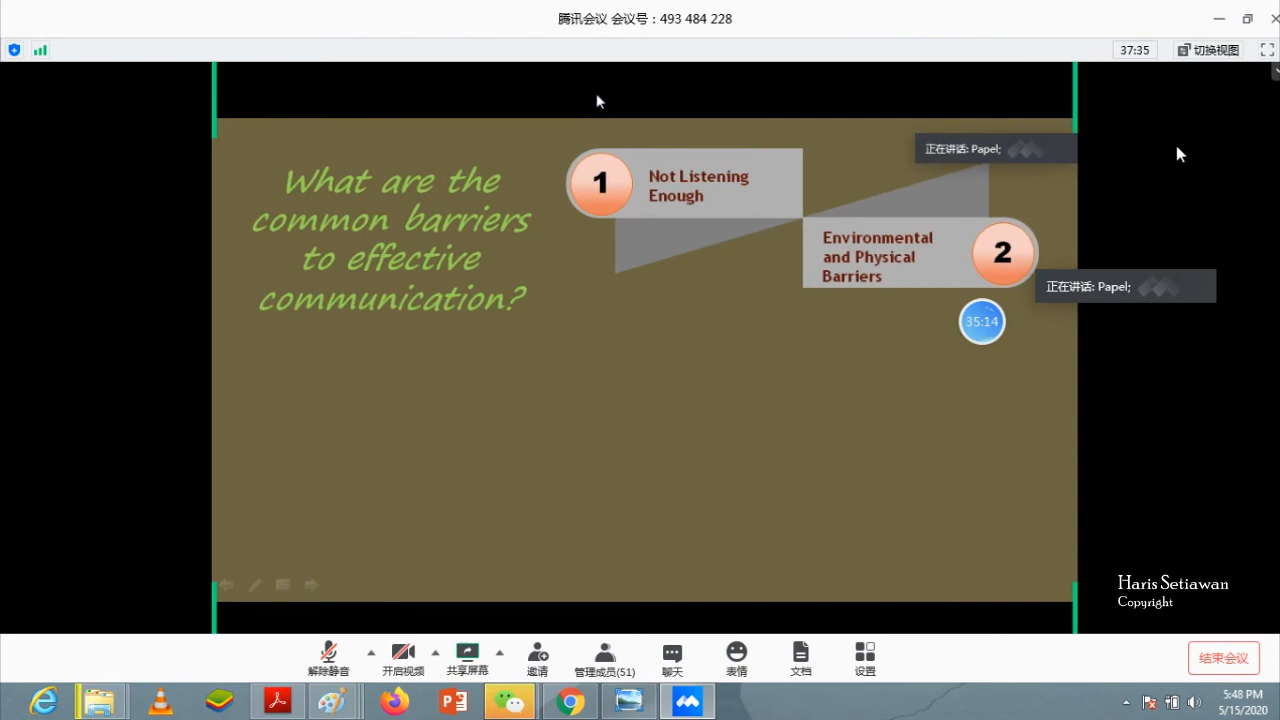 腾讯会议 会议号：493 484 228
37:35
切换视图
正在讲话: Papel;
What are the
common barriers
to effective
communication?
1
Not Listening
Enough
Environmental
and Physical
Barriers
2
正在讲话: Papel;
35:14
Haris Setiawan
Copyright
解除静音
开启视频
共享屏幕
邀请
管理成员(51)
聊天
表情
文档
设置
结束会议
5:48 PM
5/15/2020